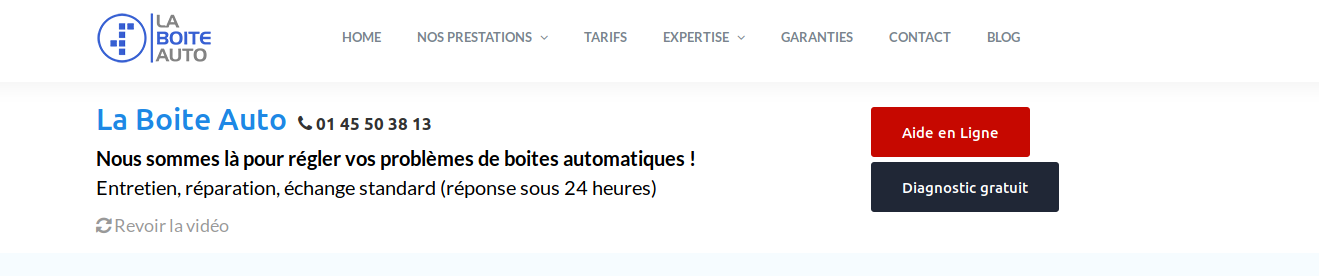 LA
BOITE
AUTO
HOME NOS PRESTATIONS TARIFS EXPERTISE GARANTIES CONTACT BLOG
La Boite Auto 01 45 50 38 13
Nous sommes là pour régler vos problèmes de boites automatiques !
Entretien, réparation, échange standard (réponse sous 24 heures)
Revoir la vidéo
Aide en Ligne
Diagnostic gratuit